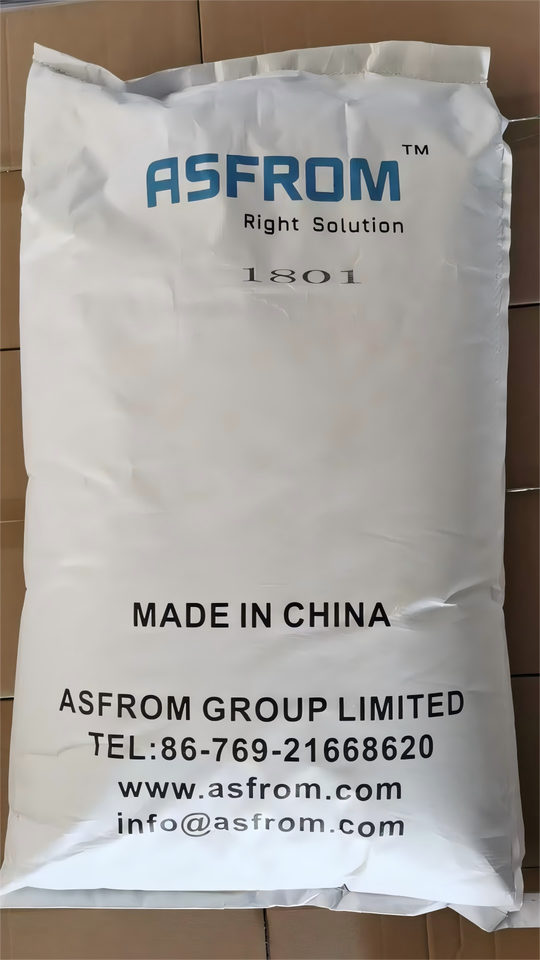 ASFROM™
Right Solution
1801
MADE IN CHINA
ASFROM GROUP LIMITED
TEL:86-769-21668620
www.asfrom.com
info@asfrom.com